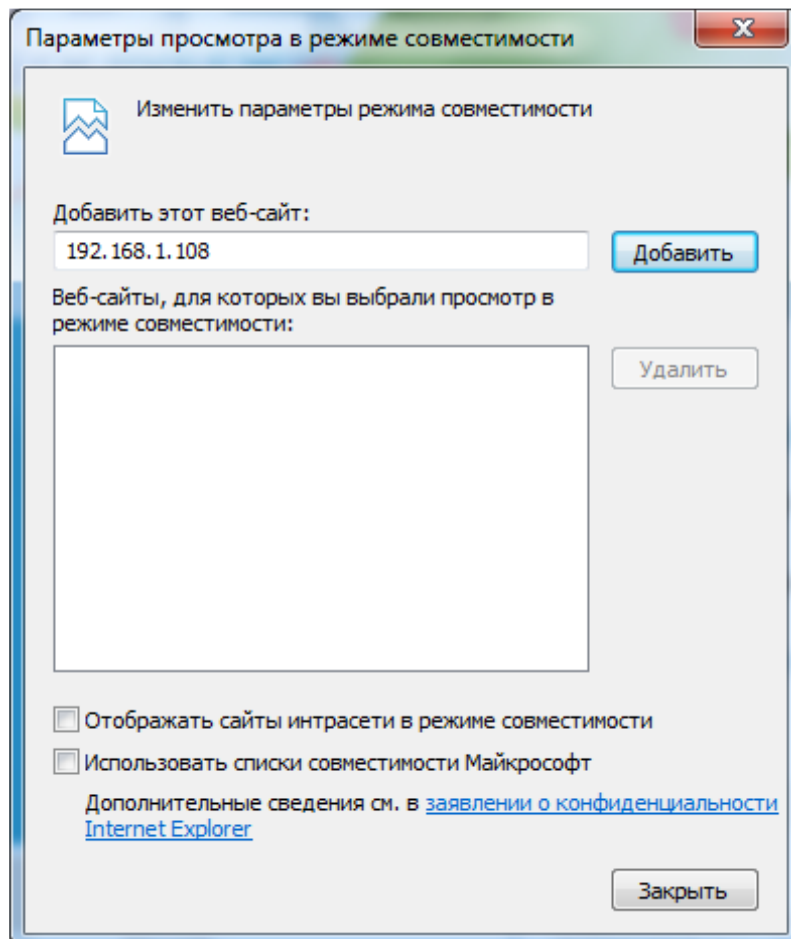 Параметры просмотра в режиме совместимости
Изменить параметры режима совместимости
Добавить этот веб-сайт:
192.168.1.108
Добавить
Веб-сайты, для которых вы выбрали просмотр в
режиме совместимости:
Удалить
Отображать сайты интрасети в режиме совместимости
Использовать списки совместимости Майкрософт
Дополнительные сведения см. в заявлении о конфиденциальности
Internet Explorer
Закрыть